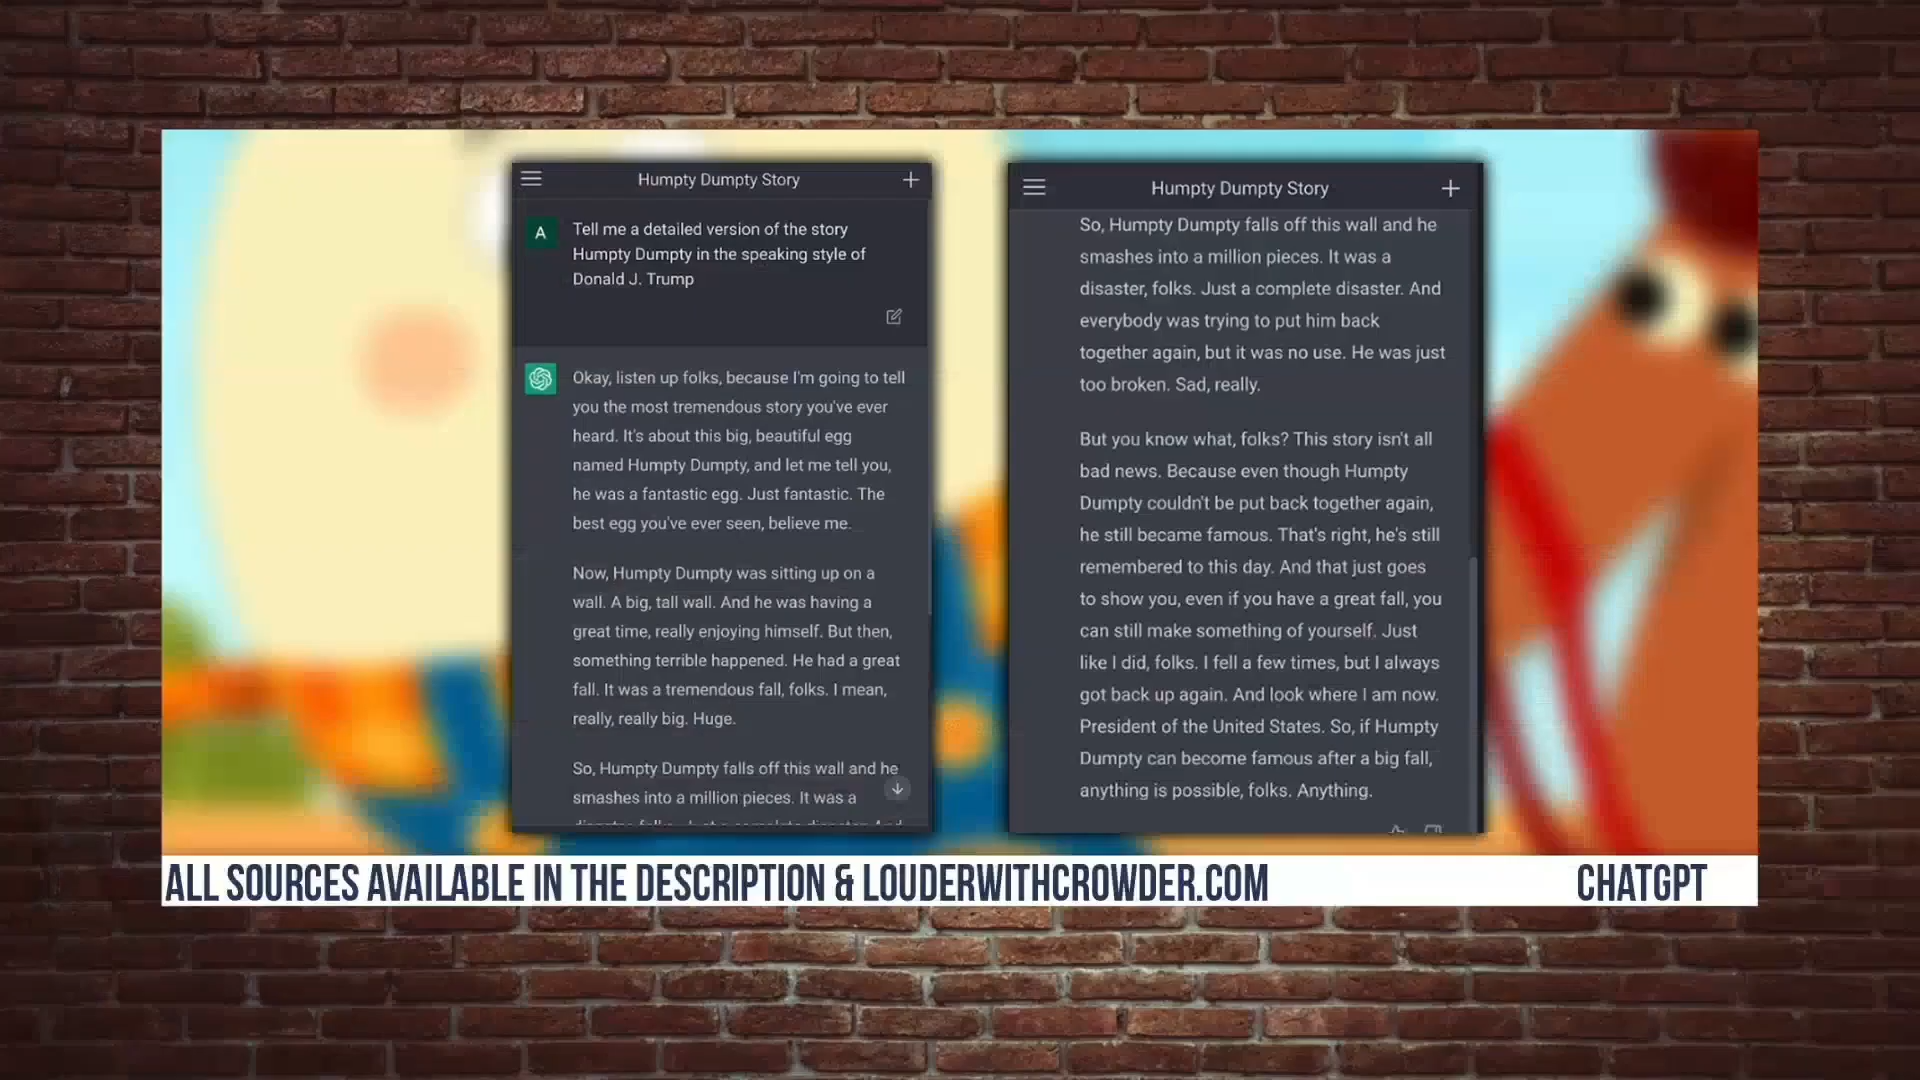 Humpty Dumpty Story
A
Tell me a detailed version of the story
Humpty Dumpty in the speaking style of
Donald J. Trump
Okay, listen up folks, because I'm going to tell
you the most tremendous story you've ever
heard. It's about this big, beautiful egg
named Humpty Dumpty, and let me tell you,
he was a fantastic egg. Just fantastic. The
best egg you've ever seen, believe me.
Now, Humpty Dumpty was sitting up on a
wall. A big, tall wall. And he was having a
great time, really enjoying himself. But then,
something terrible happened. He had a great
fall. It was a tremendous fall, folks. I mean,
really, really big. Huge.
So, Humpty Dumpty falls off this wall and he
smashes into a million pieces. It was a
disaster, folks. Just a complete disaster. And
Humpty Dumpty Story
So, Humpty Dumpty falls off this wall and he
smashes into a million pieces. It was a
disaster, folks. Just a complete disaster. And
everybody was trying to put him back
together again, but it was no use. He was just
too broken. Sad, really.
But you know what, folks? This story isn't all
bad news. Because even though Humpty
Dumpty couldn't be put back together again,
he still became famous. That's right, he's still
remembered to this day. And that just goes
to show you, even if you have a great fall, you
can still make something of yourself. Just
like I did, folks. I fell a few times, but I always
got back up again. And look where I am now.
President of the United States. So, if Humpty
Dumpty can become famous after a big fall,
anything is possible, folks. Anything.
ALL SOURCES AVAILABLE IN THE DESCRIPTION & LOUDERWITHCROWDER.COM
CHATGPT